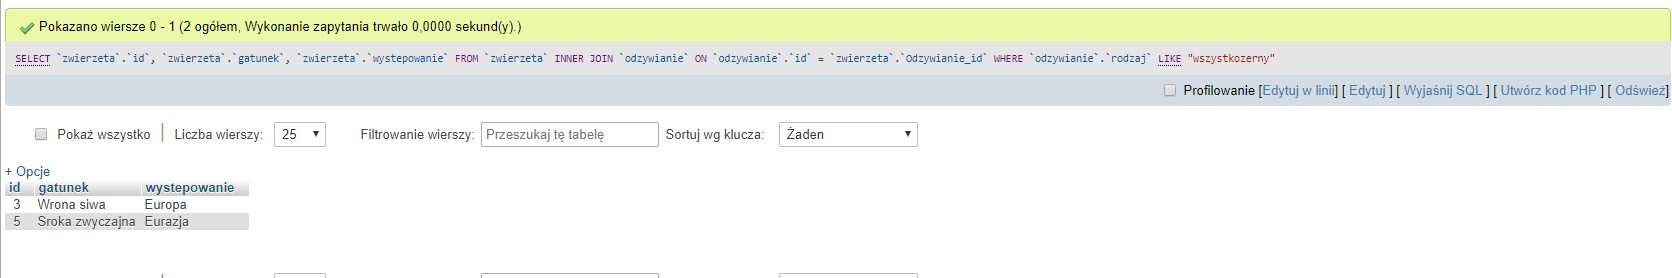 Pokazano wiersze 0 - 1 (2 ogółem, Wykonanie zapytania trwało 0,0000 sekund(y).)
SELECT `zwierzeta`.`id`, `zwierzeta`.`gatunek`, `zwierzeta`.`wystepowanie` FROM `zwierzeta` INNER JOIN `odzywianie` ON `odzywianie`.`id` = `zwierzeta`.`Odzywianie_id` WHERE `odzywianie`.`rodzaj` LIKE "wszystkozerny"
Profilowanie [Edytuj w linii] [ Edytuj ] [ Wyjaśnij SQL ] [ Utwórz kod PHP ] [ Odśwież]
Pokaż wszystko | Liczba wierszy: 25 Filtrowanie wierszy: Przeszukaj tę tabelę Sortuj wg klucza: Żaden
+ Opcje
id gatunek wystepowanie
3 Wrona siwa Europa
5 Sroka zwyczajna Eurazja